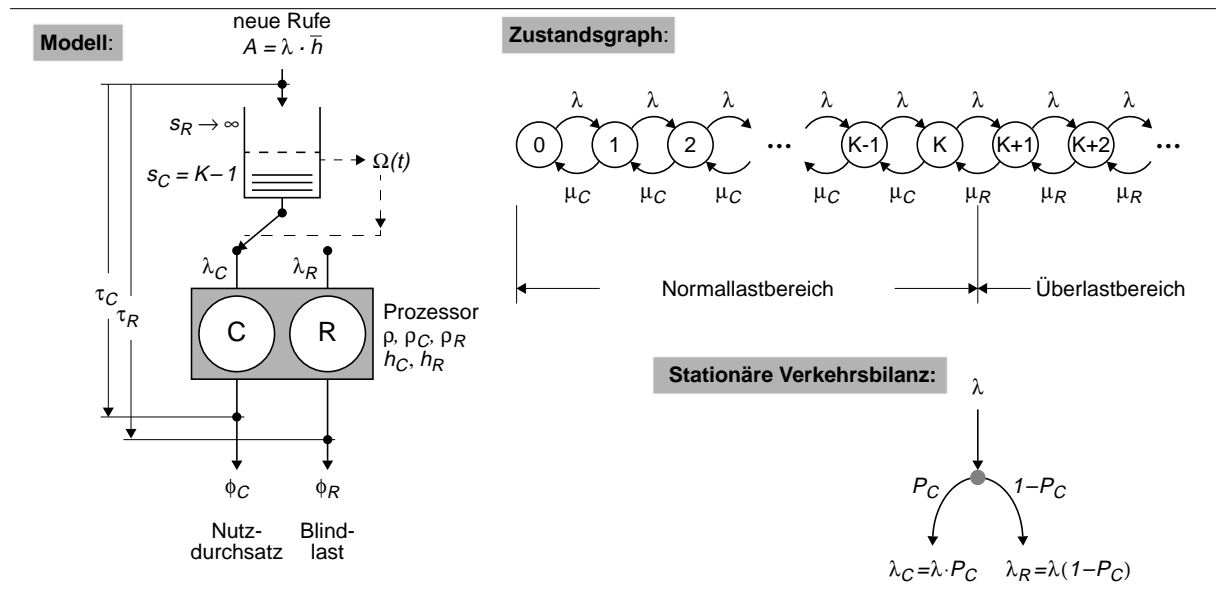 Modell:
neue Rufe
A = λ · h̅
s_R → ∞
s_C = K−1
Ω(t)
λ_C
λ_R
τ_C
τ_R
C
R
Prozessor
ρ, ρ_C, ρ_R
h_C, h_R
ϕ_C
ϕ_R
Nutz-
durchsatz
Blind-
last
Zustandsgraph:
λ λ λ λ λ λ λ λ
0 1 2 ... K-1 K K+1 K+2 ...
μ_C μ_C μ_C μ_C μ_C μ_R μ_R μ_R
Normallastbereich
Überlastbereich
Stationäre Verkehrsbilanz:
λ
P_C
1−P_C
λ_C=λ·P_C
λ_R=λ(1−P_C)